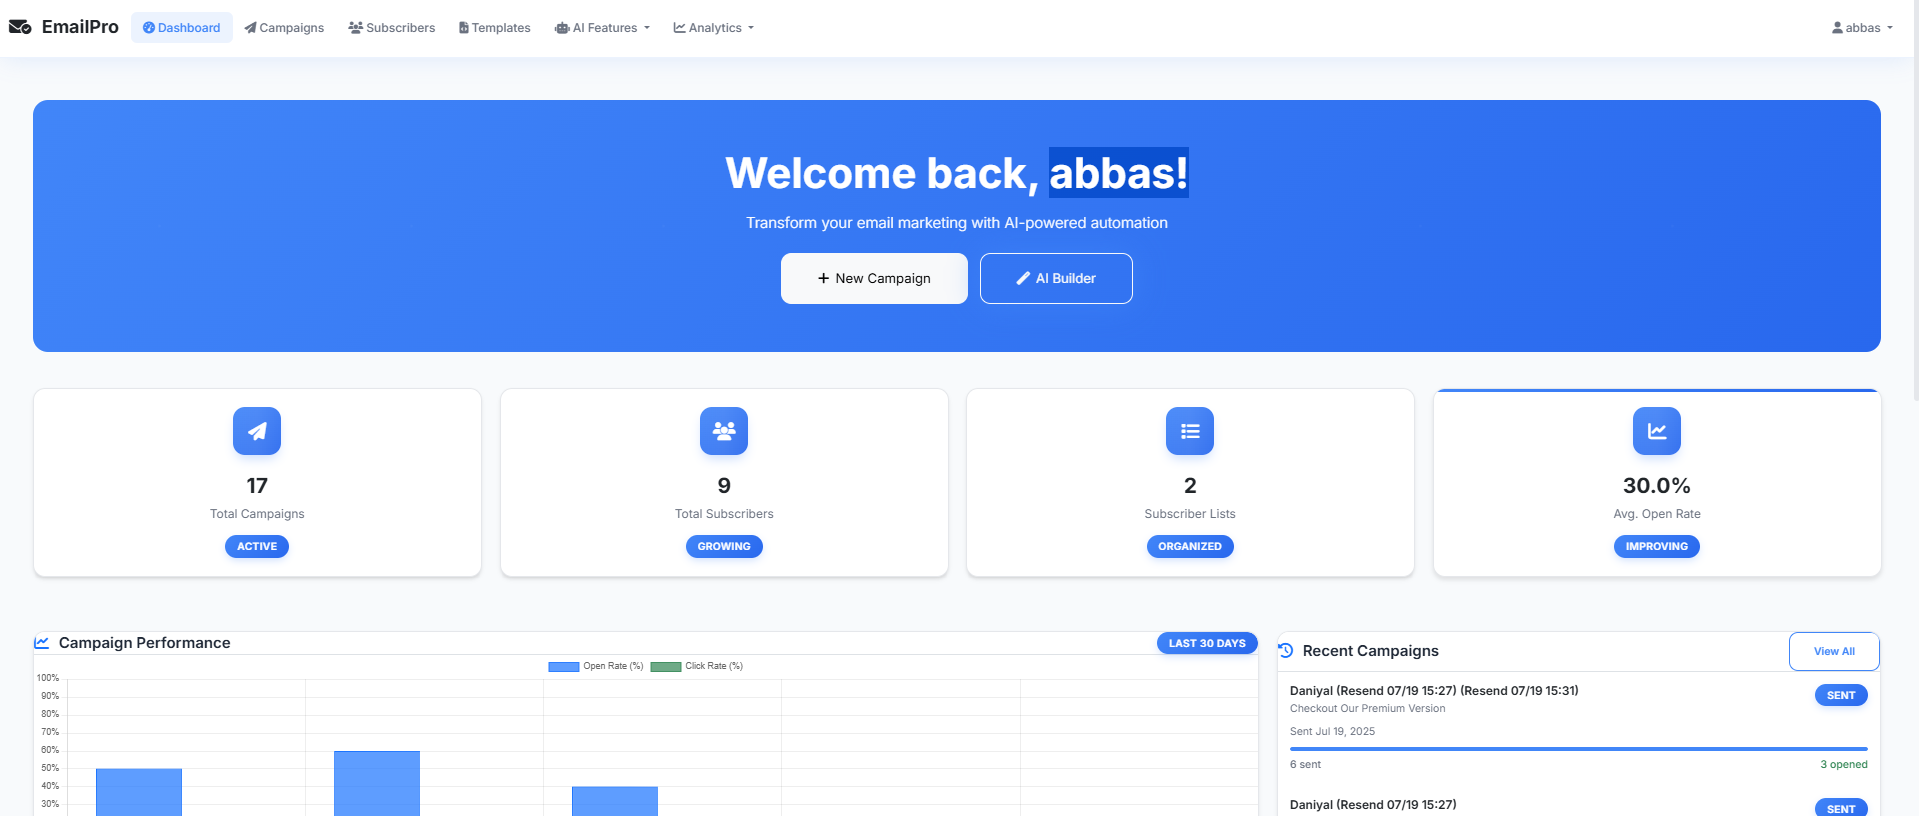 EmailPro
Dashboard
Campaigns
Subscribers
Templates
AI Features
Analytics
abbas
Welcome back, abbas!
Transform your email marketing with AI-powered automation
New Campaign
AI Builder
17
Total Campaigns
ACTIVE
9
Total Subscribers
GROWING
2
Subscriber Lists
ORGANIZED
30.0%
Avg. Open Rate
IMPROVING
Campaign Performance
LAST 30 DAYS
Open Rate (%)
Click Rate (%)
100%
90%
80%
70%
60%
50%
40%
30%
Recent Campaigns
View All
Daniyal (Resend 07/19 15:27) (Resend 07/19 15:31)
SENT
Checkout Our Premium Version
Sent Jul 19, 2025
6 sent
3 opened
Daniyal (Resend 07/19 15:27)
SENT